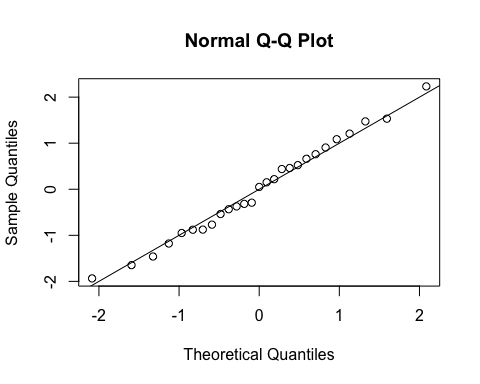 Normal Q-Q Plot
Sample Quantiles
2
1
0
-1
-2
-2 -1 0 1 2
Theoretical Quantiles